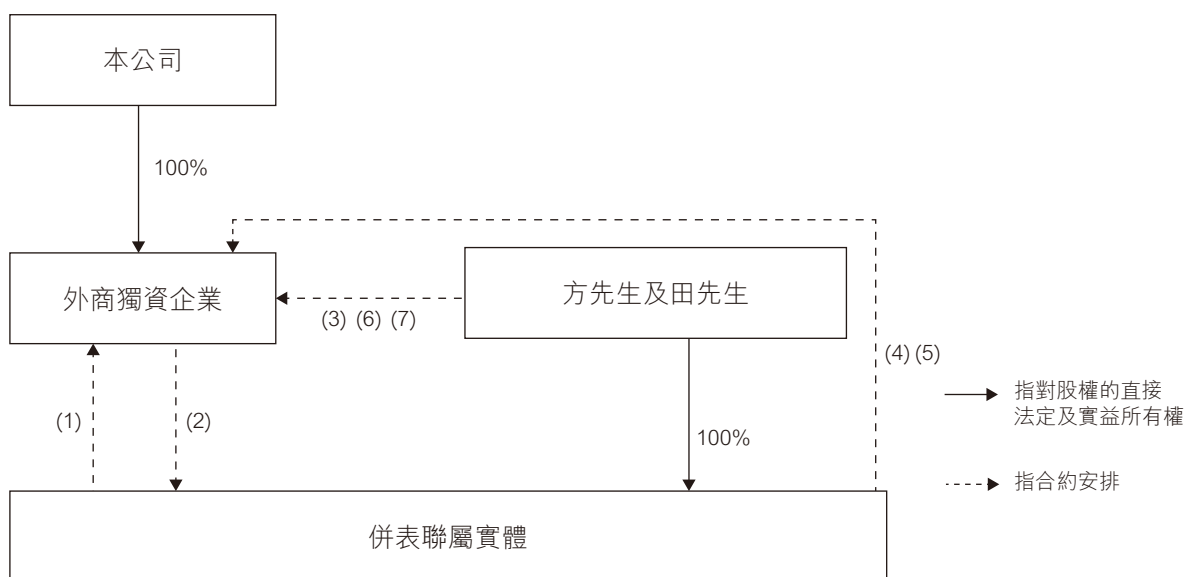 本公司
100%
外商獨資企業
方先生及田先生
(3) (6) (7)
(4) (5)
(1)
(2)
100%
指對股權的直接
法定及實益所有權
指合約安排
併表聯屬實體